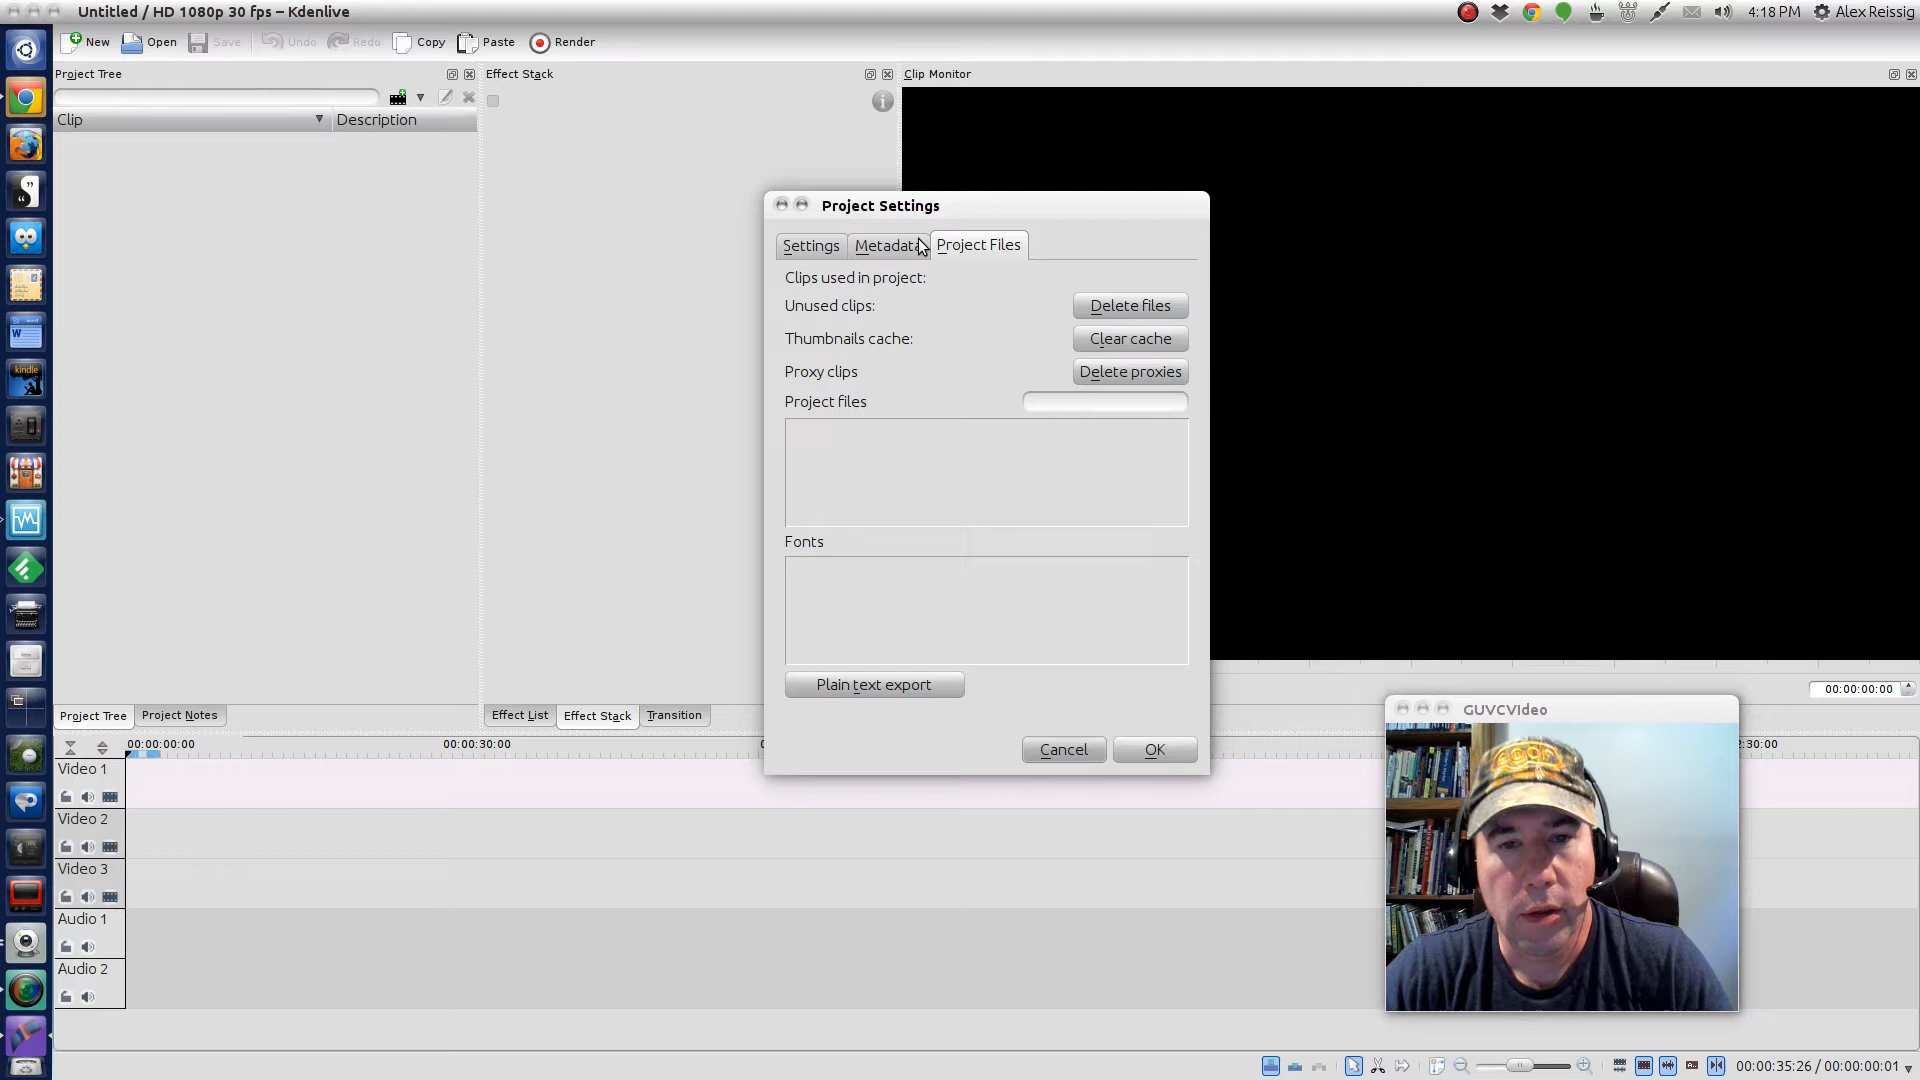 Untitled / HD 1080p 30 fps – Kdenlive
4:18 PM
Alex Reissig
New
Open
Save
Undo
Redo
Copy
Paste
Render
Project Tree
Effect Stack
Clip Monitor
Clip
Description
Project Settings
Settings
Metadata
Project Files
Clips used in project:
Unused clips:
Delete files
Thumbnails cache:
Clear cache
Proxy clips
Delete proxies
Project files
Fonts
Plain text export
Cancel
OK
00:00:00:00
Project Tree
Project Notes
Effect List
Effect Stack
Transition
GUVCVideo
00:00:00:00
00:00:30:00
2:30:00
Video 1
Video 2
Video 3
Audio 1
Audio 2
kindle
W
00:00:35:26 / 00:00:00:01